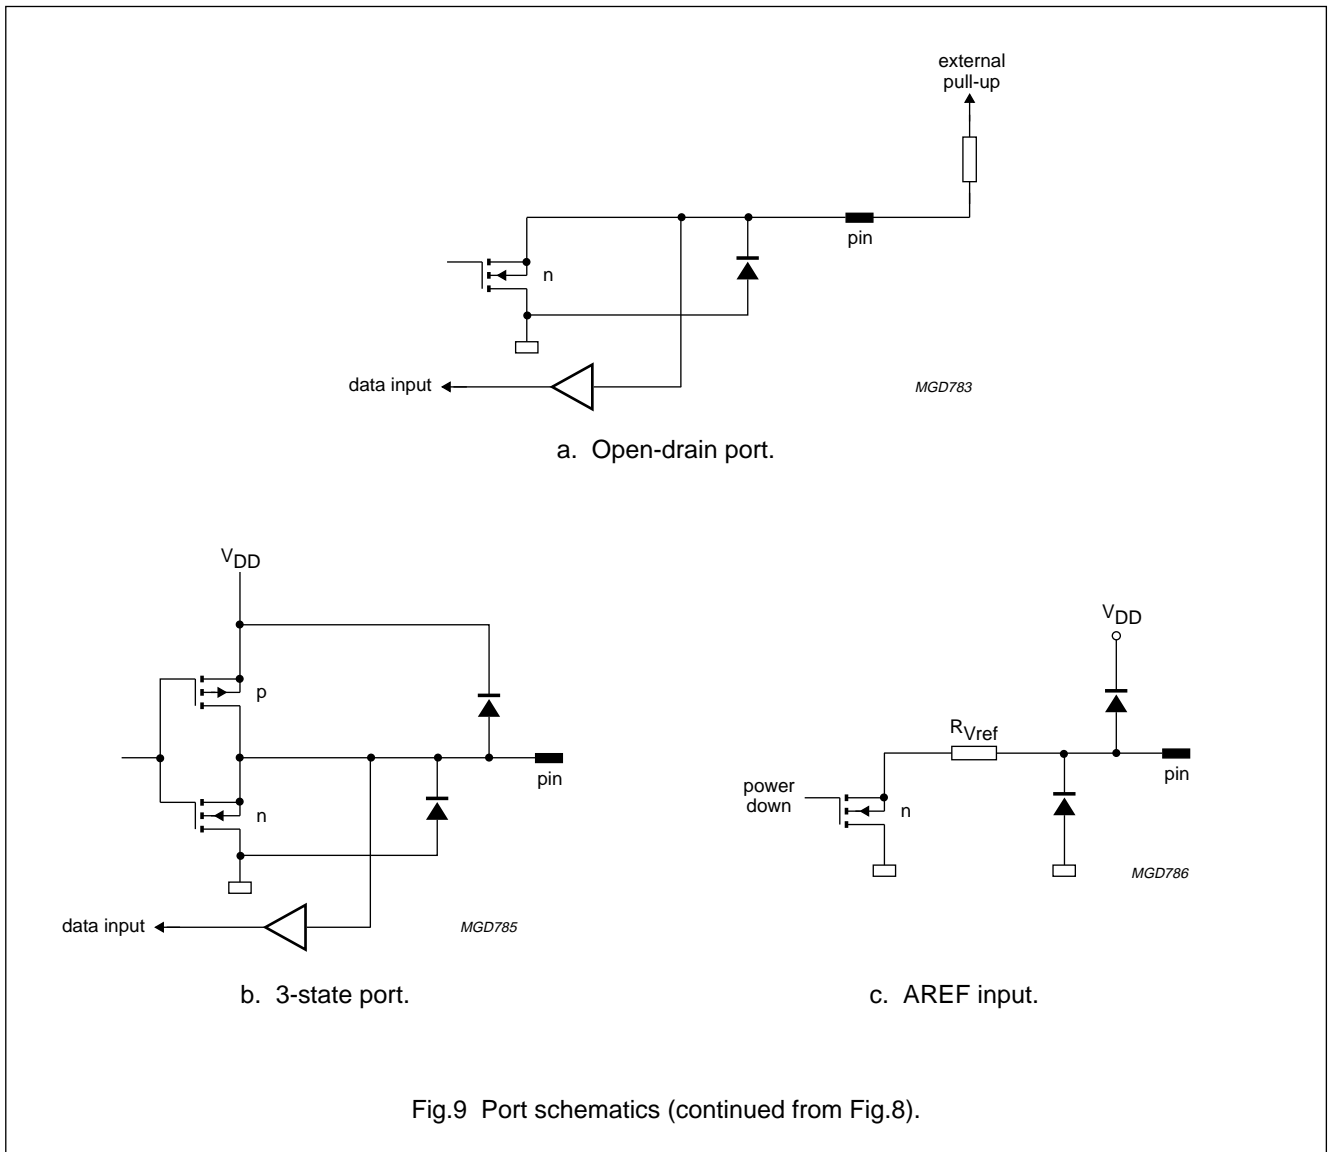 external
pull-up
pin
n
data input
MGD783
a. Open-drain port.
VDD
p
pin
n
data input
MGD785
b. 3-state port.
VDD
RVref
pin
power
down
n
MGD786
c. AREF input.
Fig.9 Port schematics (continued from Fig.8).